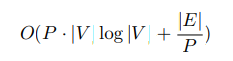 O(P · |V| log |V| + |E|/P)